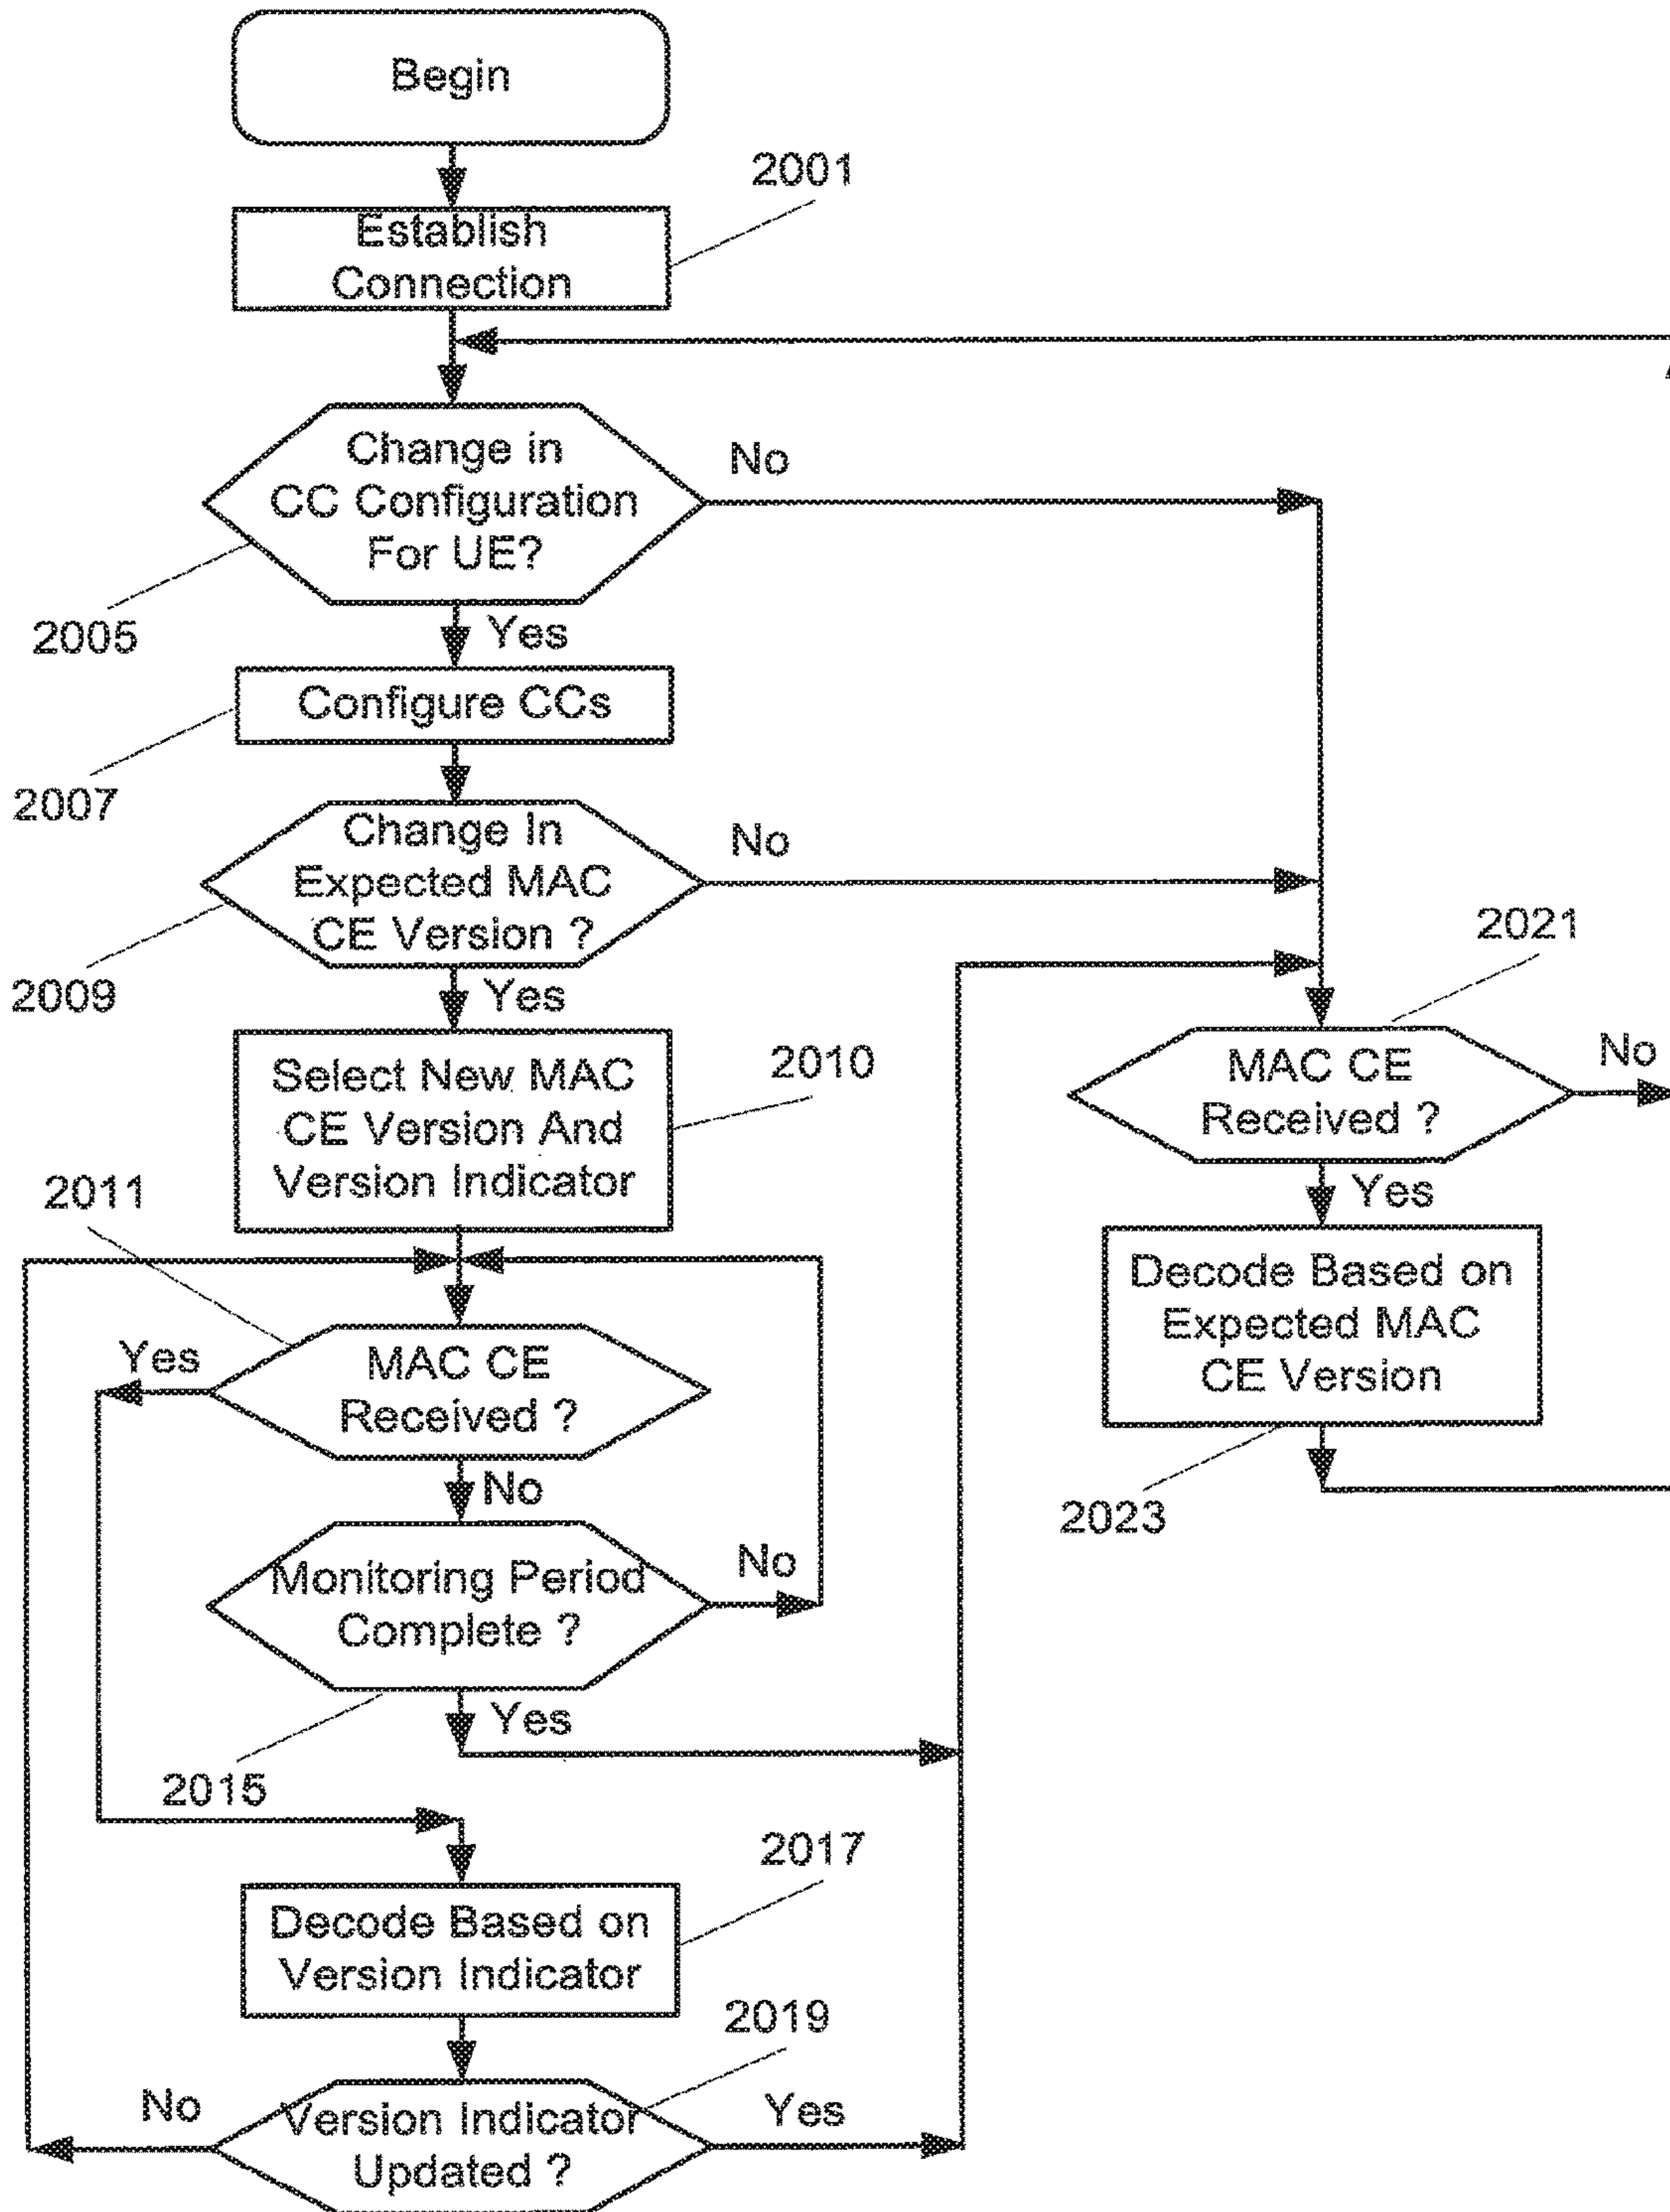 Begin
2001
Establish
Connection
Change in
CC Configuration
For UE?
No
2005
Yes
Configure CCs
2007
Change In
Expected MAC
CE Version ?
No
2009
Yes
2021
Select New MAC
CE Version And
Version Indicator
2010
MAC CE
Received ?
No
Yes
2011
Decode Based on
Expected MAC
CE Version
2023
Yes
MAC CE
Received ?
No
Monitoring Period
Complete ?
No
Yes
2015
2017
Decode Based on
Version Indicator
2019
No
Version Indicator
Updated ?
Yes